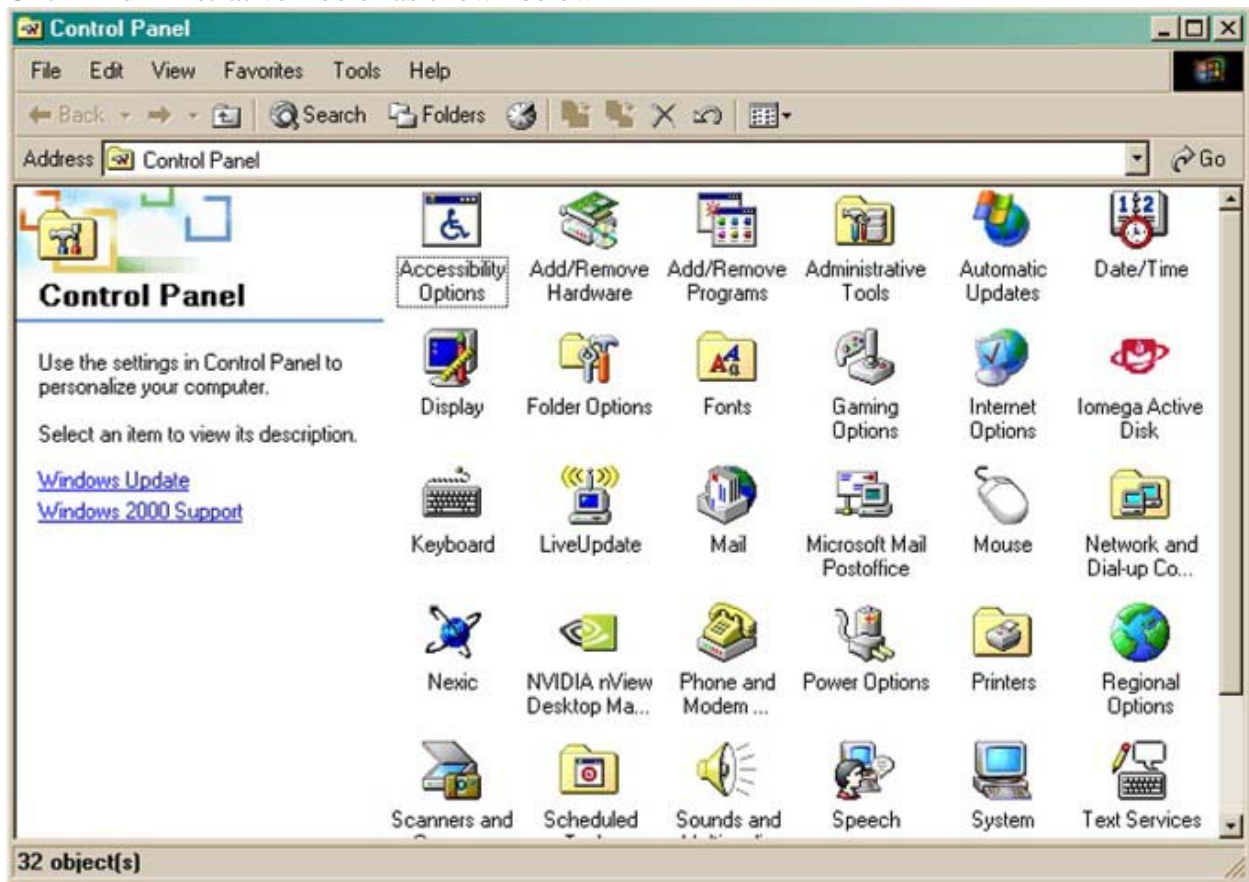 Control Panel
File Edit View Favorites Tools Help
Back Search Folders
Address Control Panel Go
Control Panel
Use the settings in Control Panel to
personalize your computer.
Select an item to view its description.
Windows Update
Windows 2000 Support
Accessibility
Options
Add/Remove
Hardware
Add/Remove
Programs
Administrative
Tools
Automatic
Updates
Date/Time
Display
Folder Options
Fonts
Gaming
Options
Internet
Options
Iomega Active
Disk
Keyboard
LiveUpdate
Mail
Microsoft Mail
Postoffice
Mouse
Network and
Dial-up Co...
Nexic
NVIDIA nView
Desktop Ma...
Phone and
Modem ...
Power Options
Printers
Regional
Options
Scanners and
Scheduled
Sounds and
Speech
System
Text Services
32 object(s)